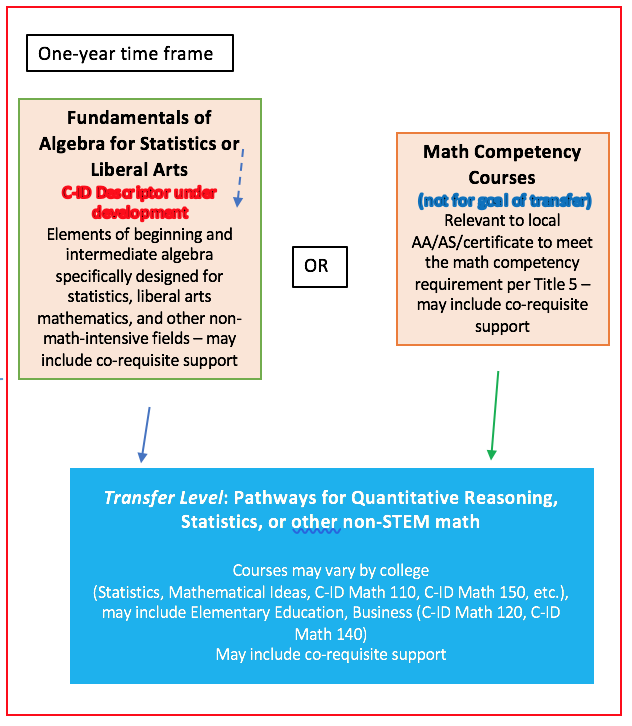 One-year time frame
Fundamentals of
Algebra for Statistics or
Liberal Arts
C-ID Descriptor under
development
Elements of beginning and
intermediate algebra
specifically designed for
statistics, liberal arts
mathematics, and other non-
math-intensive fields – may
include co-requisite support
OR
Math Competency
Courses
(not for goal of transfer)
Relevant to local
AA/AS/certificate to meet
the math competency
requirement per Title 5 –
may include co-requisite
support
Transfer Level: Pathways for Quantitative Reasoning,
Statistics, or other non-STEM math
Courses may vary by college
(Statistics, Mathematical Ideas, C-ID Math 110, C-ID Math 150, etc.),
may include Elementary Education, Business (C-ID Math 120, C-ID
Math 140)
May include co-requisite support